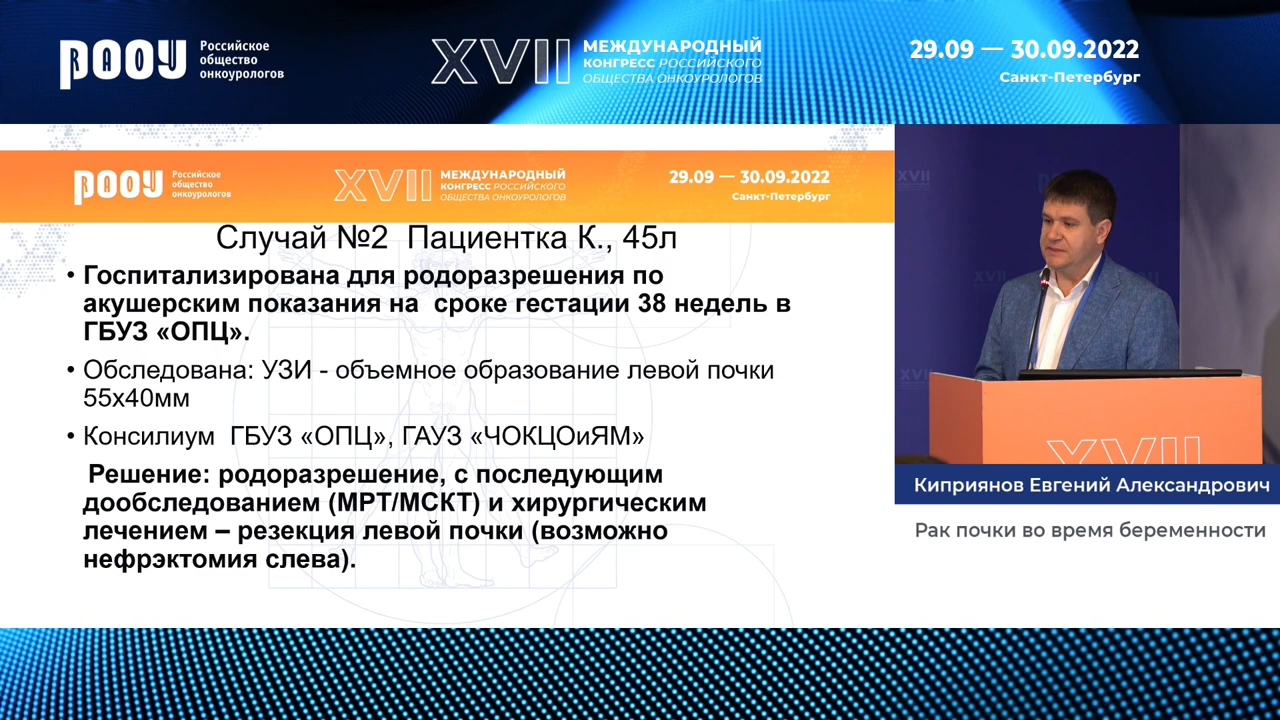 РООУ
Российское
общество
онкоурологов
XVII
МЕЖДУНАРОДНЫЙ
КОНГРЕСС РОССИЙСКОГО
ОБЩЕСТВА ОНКОУРОЛОГОВ
29.09 — 30.09.2022
Санкт-Петербург
РООУ
RAOU
Российское
общество
онкоурологов
XVII
МЕЖДУНАРОДНЫЙ
КОНГРЕСС РОССИЙСКОГО
ОБЩЕСТВА ОНКОУРОЛОГОВ
29.09 — 30.09.2022
Санкт-Петербург
Случай №2 Пациентка К., 45л
• Госпитализирована для родоразрешения по
акушерским показания на сроке гестации 38 недель в
ГБУЗ «ОПЦ».
• Обследована: УЗИ - объемное образование левой почки
55х40мм
• Консилиум ГБУЗ «ОПЦ», ГАУЗ «ЧОКЦОиЯМ»
Решение: родоразрешение, с последующим
дообследованием (МРТ/МСКТ) и хирургическим
лечением – резекция левой почки (возможно
нефрэктомия слева).
XVII
XVII
Киприянов Евгений Александрович
Рак почки во время беременности